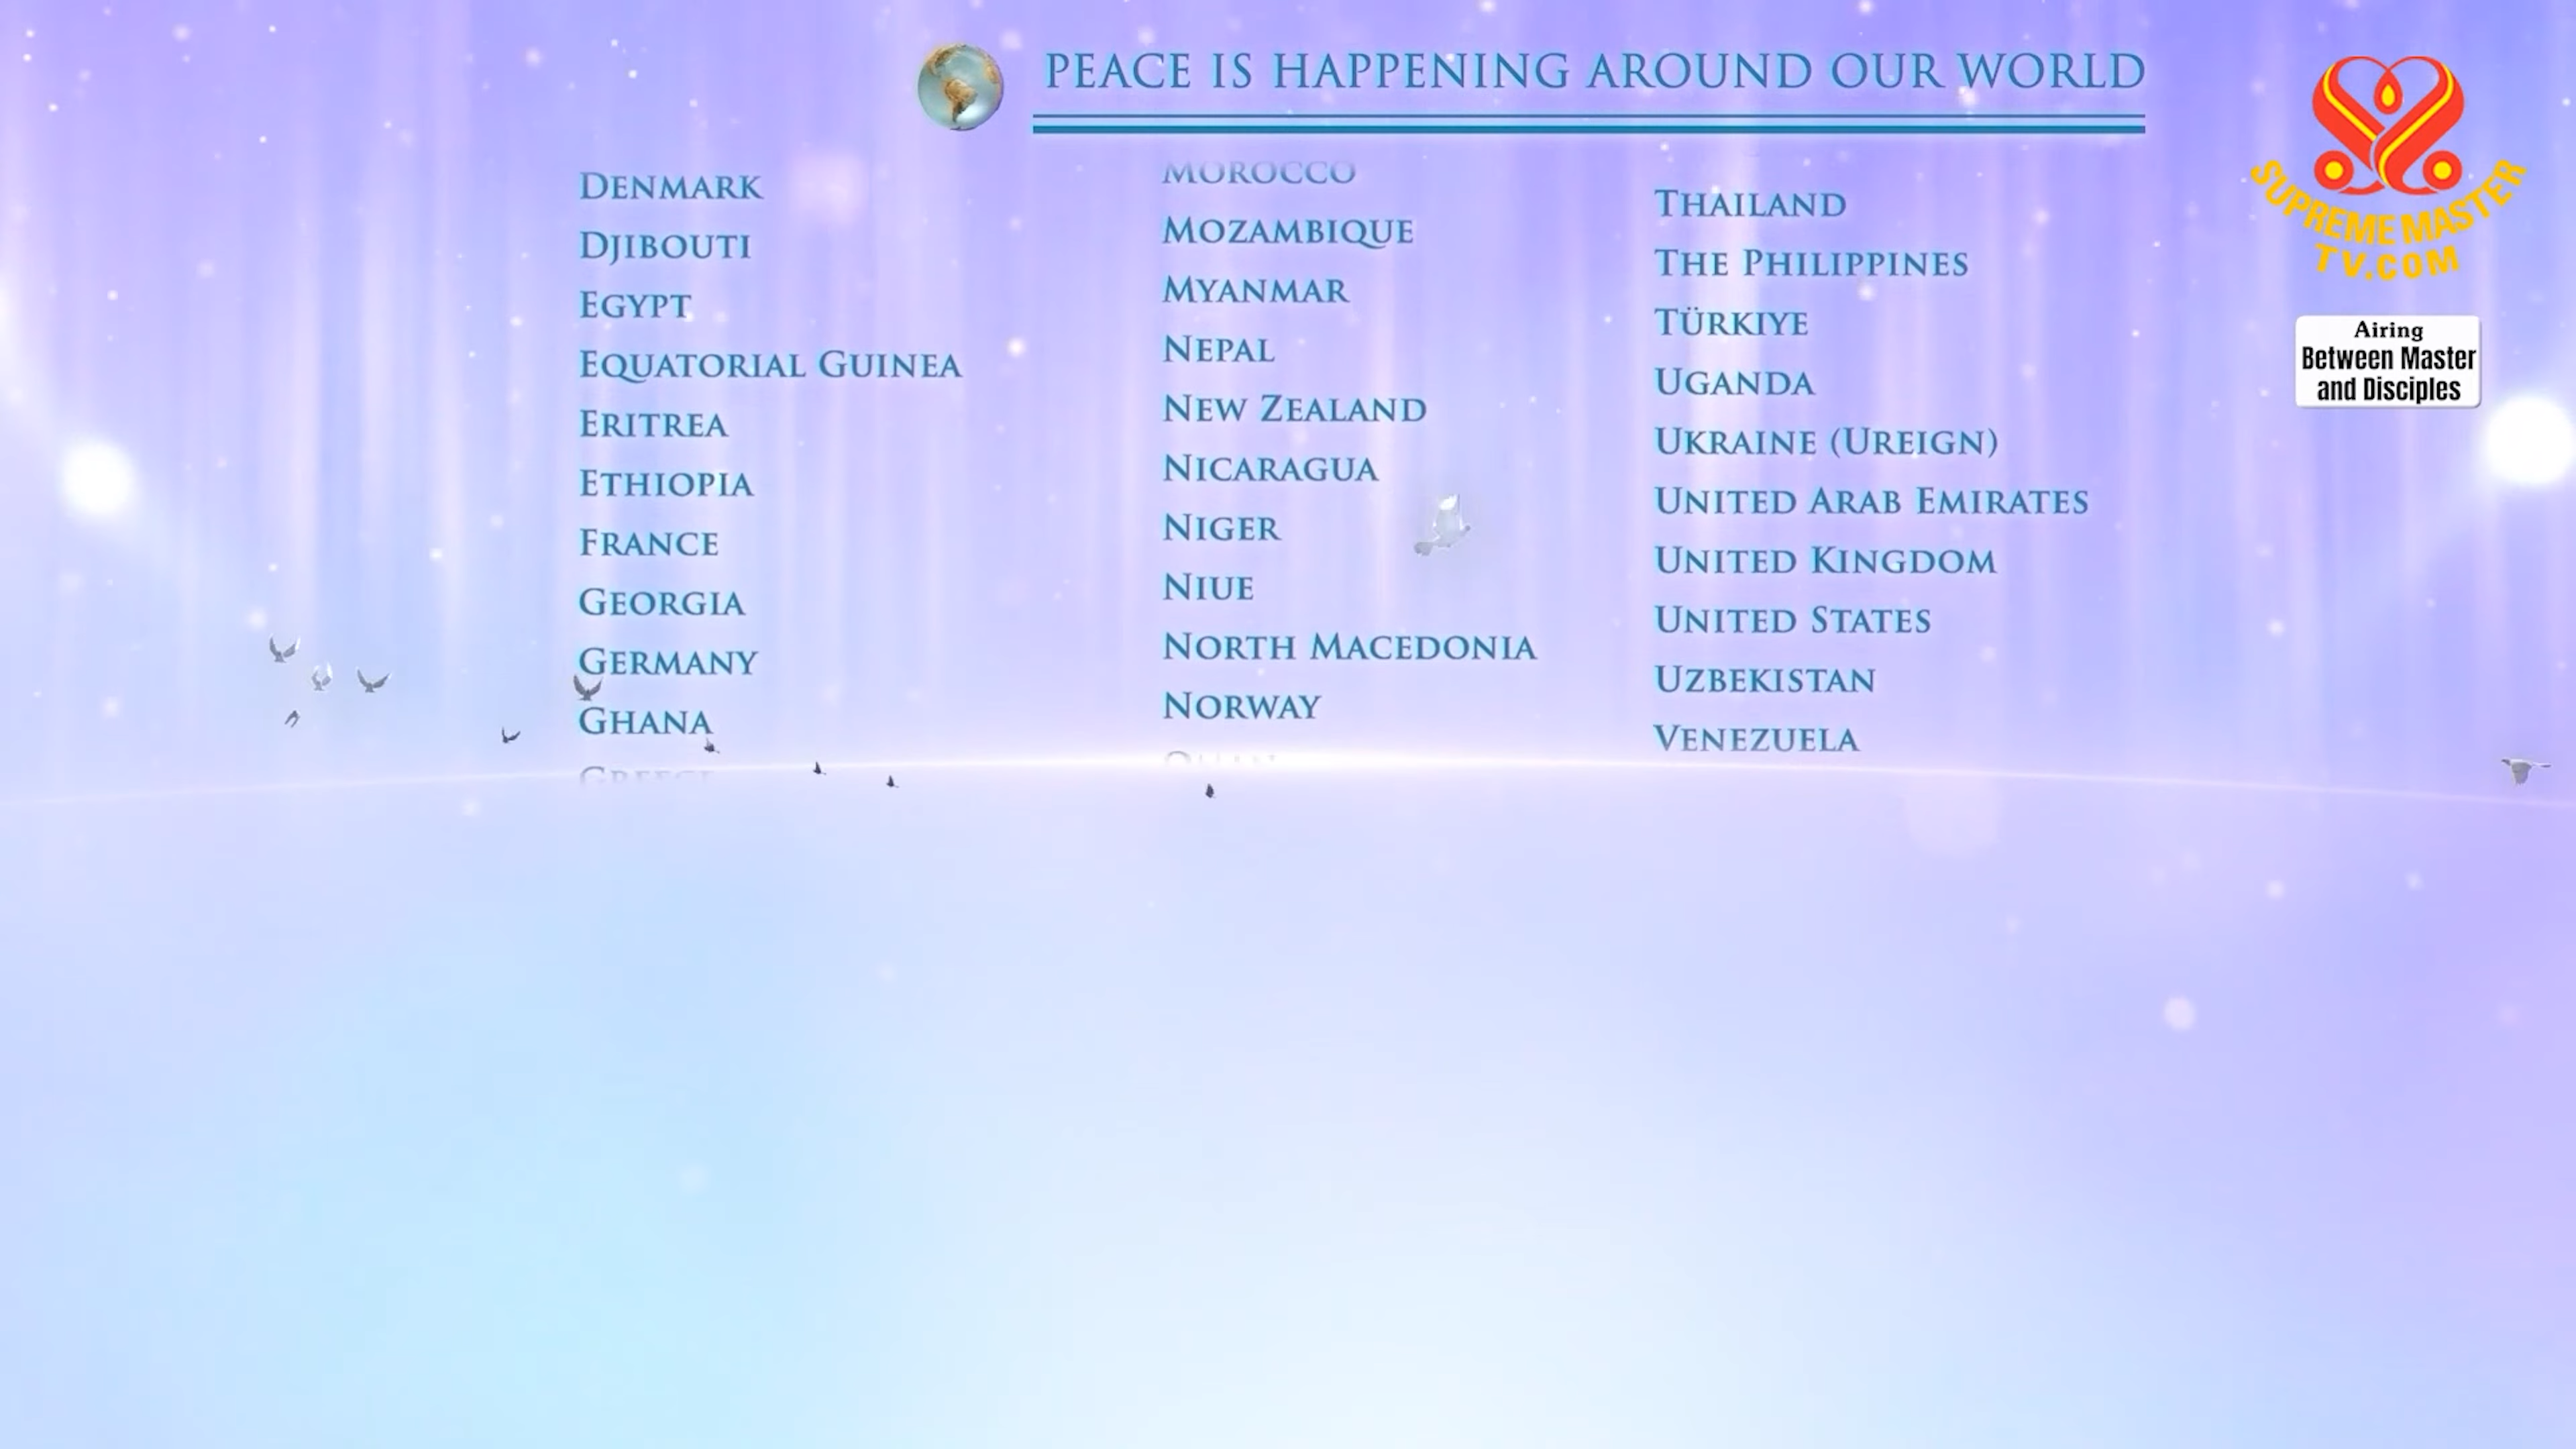 PEACE IS HAPPENING AROUND OUR WORLD
DENMARK
DJIBOUTI
EGYPT
EQUATORIAL GUINEA
ERITREA
ETHIOPIA
FRANCE
GEORGIA
GERMANY
GHANA
GREECE
MOROCCO
MOZAMBIQUE
MYANMAR
NEPAL
NEW ZEALAND
NICARAGUA
NIGER
NIUE
NORTH MACEDONIA
NORWAY
THAILAND
THE PHILIPPINES
TÜRKIYE
UGANDA
UKRAINE (UREIGN)
UNITED ARAB EMIRATES
UNITED KINGDOM
UNITED STATES
UZBEKISTAN
VENEZUELA
SUPREME MASTER
TV.COM
Airing
Between Master
and Disciples